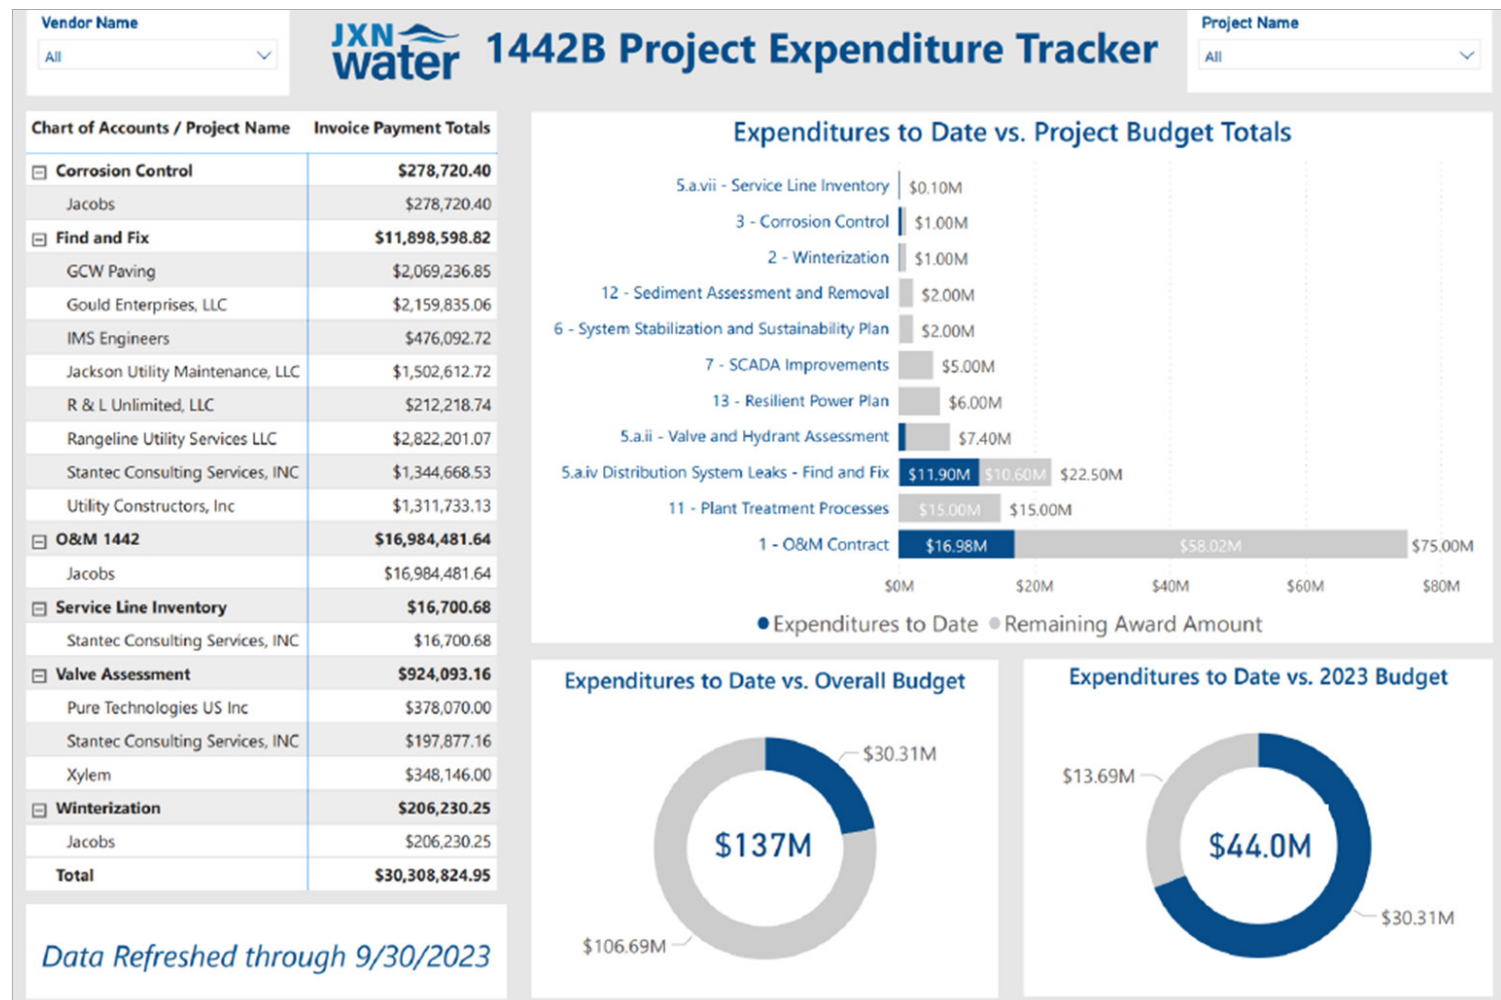 Vendor Name
All
JXN
water
1442B Project Expenditure Tracker
Project Name
All
Chart of Accounts / Project Name Invoice Payment Totals
Corrosion Control $278,720.40
Jacobs $278,720.40
Find and Fix $11,898,598.82
GCW Paving $2,069,236.85
Gould Enterprises, LLC $2,159,835.06
IMS Engineers $476,092.72
Jackson Utility Maintenance, LLC $1,502,612.72
R & L Unlimited, LLC $212,218.74
Rangeline Utility Services LLC $2,822,201.07
Stantec Consulting Services, INC $1,344,668.53
Utility Constructors, Inc $1,311,733.13
O&M 1442 $16,984,481.64
Jacobs $16,984,481.64
Service Line Inventory $16,700.68
Stantec Consulting Services, INC $16,700.68
Valve Assessment $924,093.16
Pure Technologies US Inc $378,070.00
Stantec Consulting Services, INC $197,877.16
Xylem $348,146.00
Winterization $206,230.25
Jacobs $206,230.25
Total $30,308,824.95
Data Refreshed through 9/30/2023
Expenditures to Date vs. Project Budget Totals
5.a.vii - Service Line Inventory $0.10M
3 - Corrosion Control $1.00M
2 - Winterization $1.00M
12 - Sediment Assessment and Removal $2.00M
6 - System Stabilization and Sustainability Plan $2.00M
7 - SCADA Improvements $5.00M
13 - Resilient Power Plan $6.00M
5.a.ii - Valve and Hydrant Assessment $7.40M
5.a.iv Distribution System Leaks - Find and Fix $11.90M $10.60M $22.50M
11 - Plant Treatment Processes $15.00M $15.00M
1 - O&M Contract $16.98M $58.02M $75.00M
$0M $20M $40M $60M $80M
Expenditures to Date Remaining Award Amount
Expenditures to Date vs. Overall Budget
$30.31M
$137M
$106.69M
Expenditures to Date vs. 2023 Budget
$13.69M
$44.0M
$30.31M